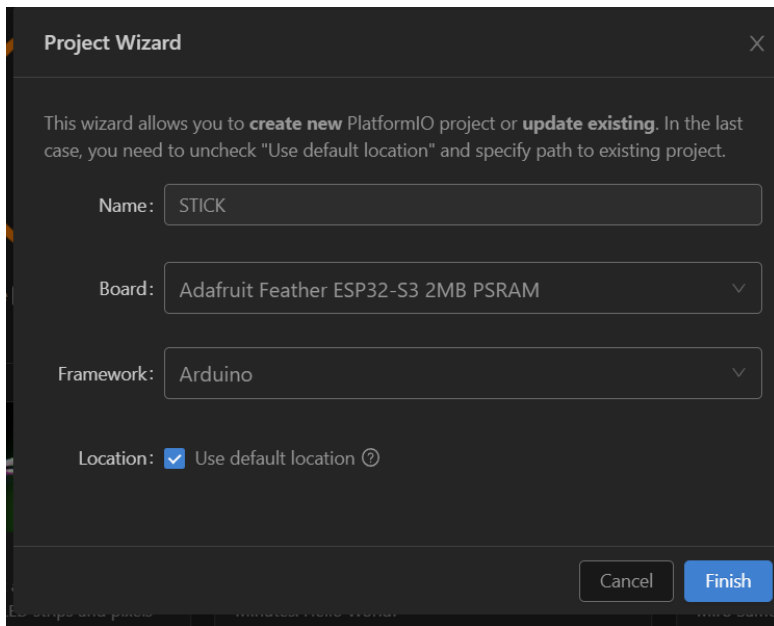 Project Wizard
This wizard allows you to create new PlatformIO project or update existing. In the last
case, you need to uncheck "Use default location" and specify path to existing project.
Name: STICK
Board: Adafruit Feather ESP32-S3 2MB PSRAM
Framework: Arduino
Location: Use default location
Cancel Finish